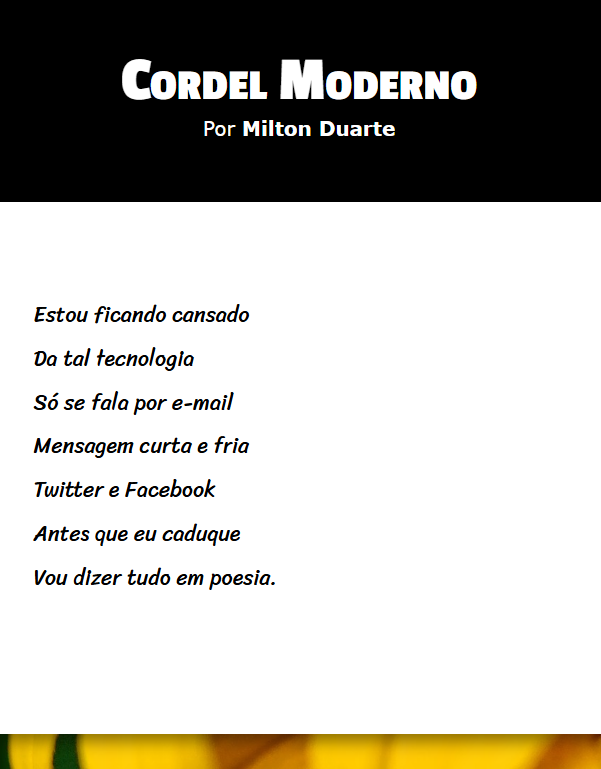 Cordel Moderno
Por Milton Duarte
Estou ficando cansado
Da tal tecnologia
Só se fala por e-mail
Mensagem curta e fria
Twitter e Facebook
Antes que eu caduque
Vou dizer tudo em poesia.